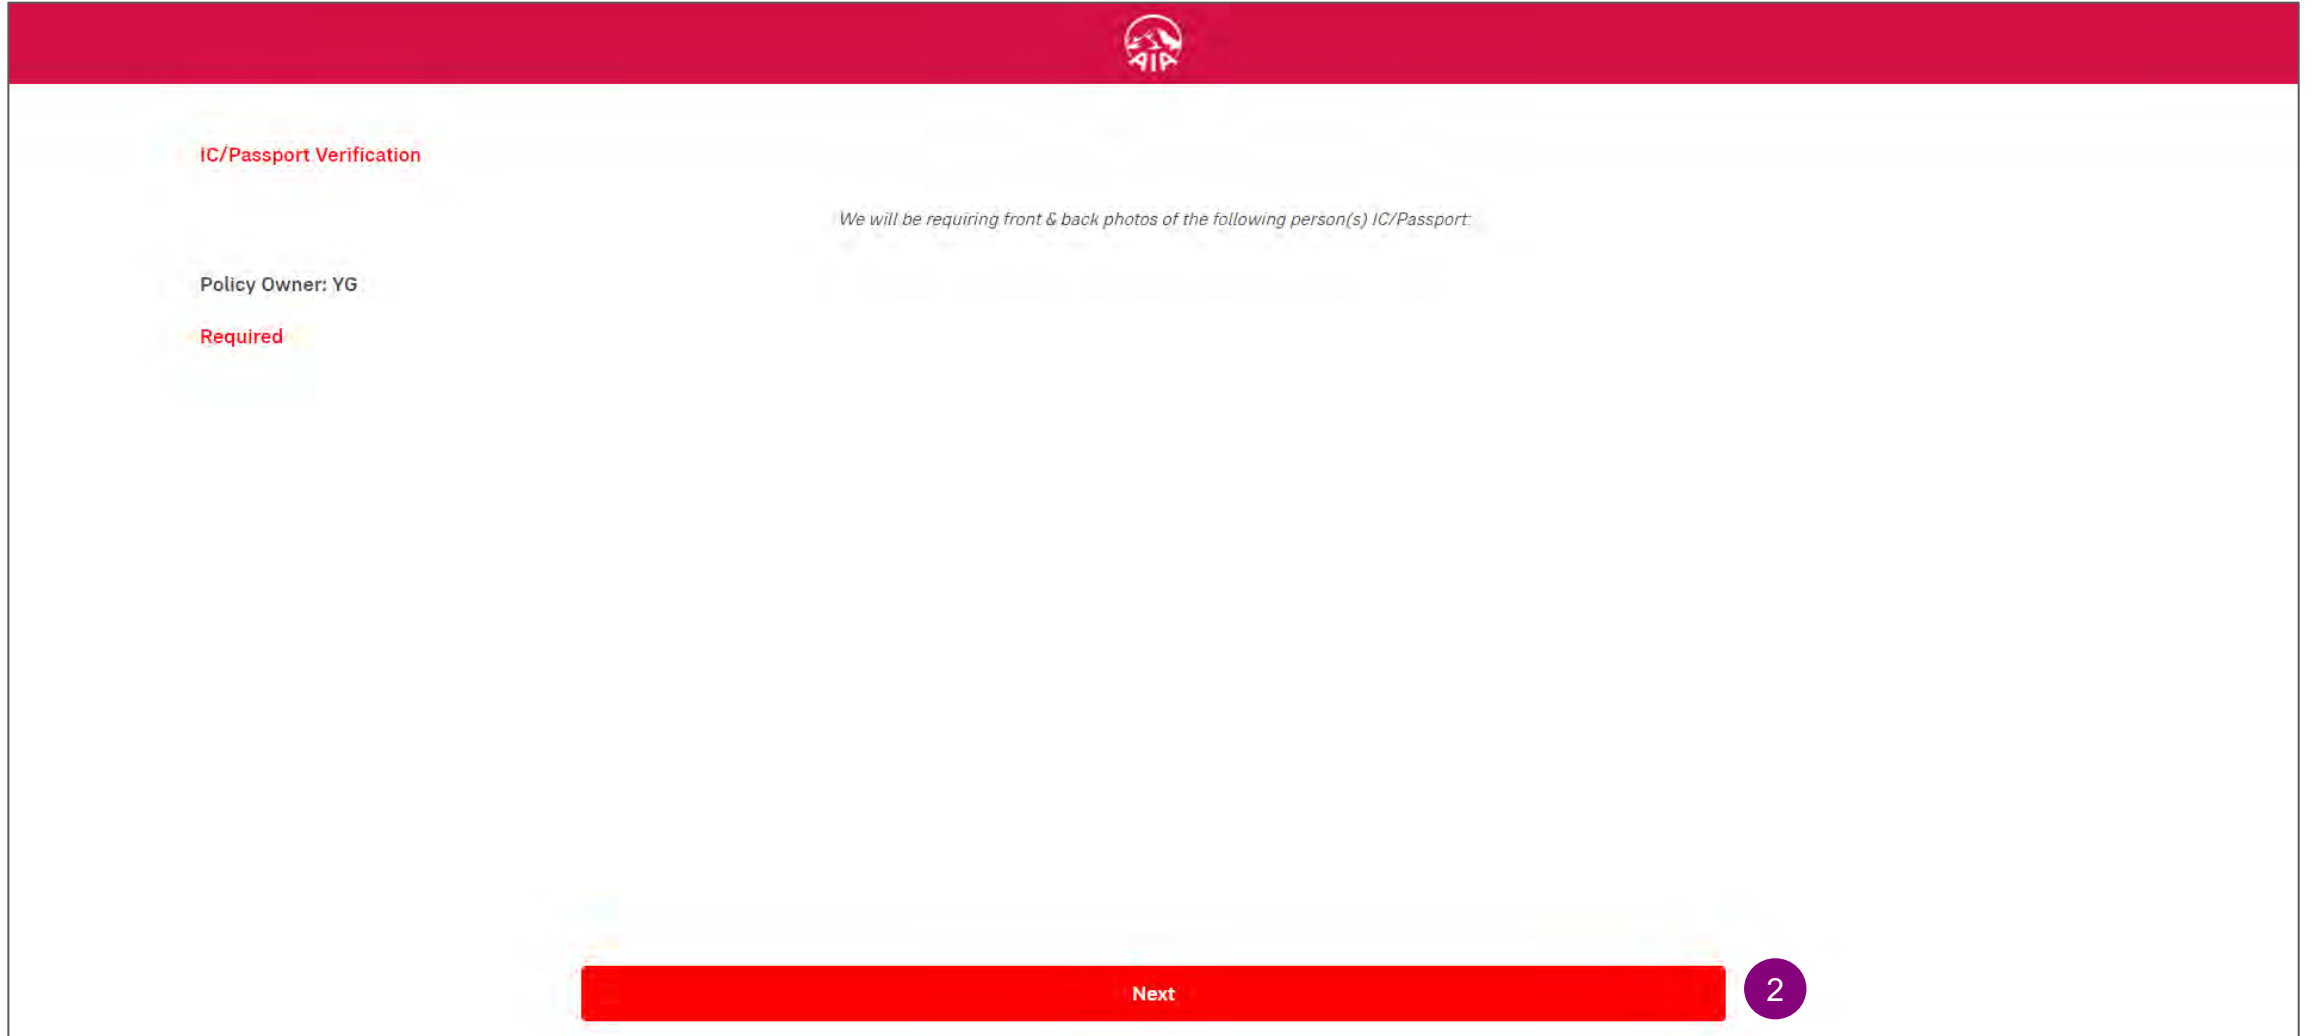 AIA
IC/Passport Verification
We will be requiring front & back photos of the following person(s) IC/Passport:
Policy Owner: YG
Required
Next
2